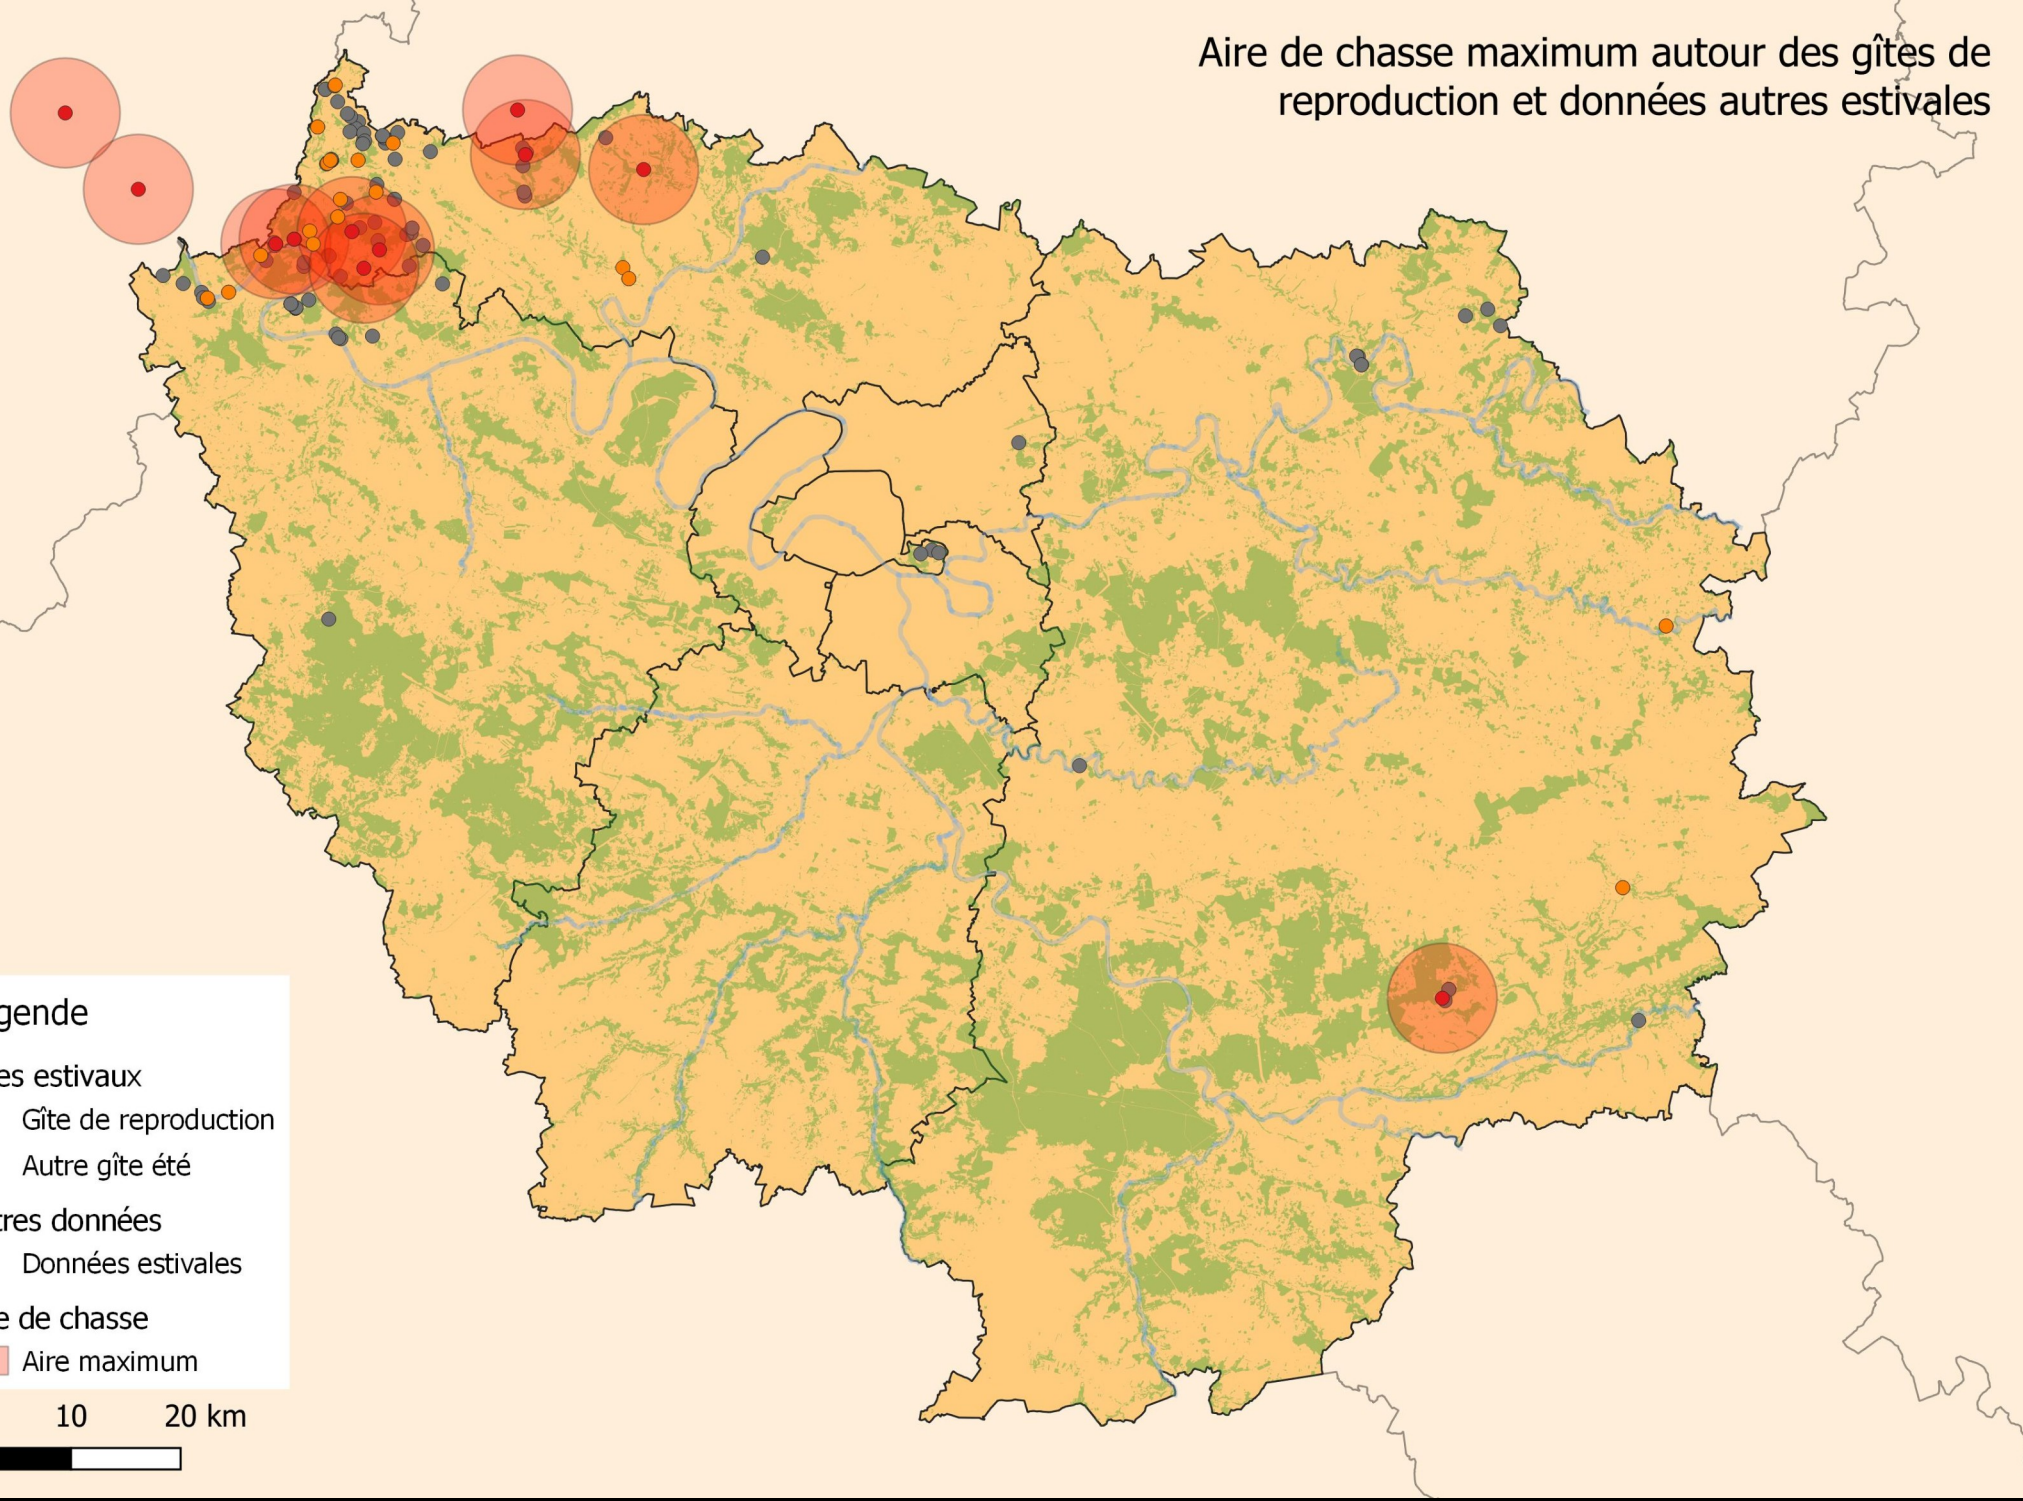 Aire de chasse maximum autour des gîtes de
reproduction et données autres estivales
gende
es estivaux
Gîte de reproduction
Autre gîte été
tres données
Données estivales
e de chasse
Aire maximum
10 20 km